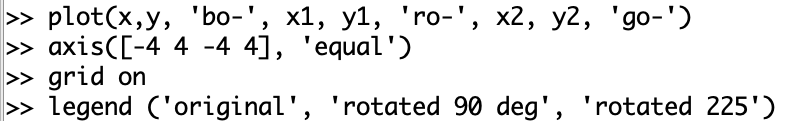 >> plot(x,y, 'bo-', x1, y1, 'ro-', x2, y2, 'go-')
>> axis([-4 4 -4 4], 'equal')
>> grid on
>> legend ('original', 'rotated 90 deg', 'rotated 225')